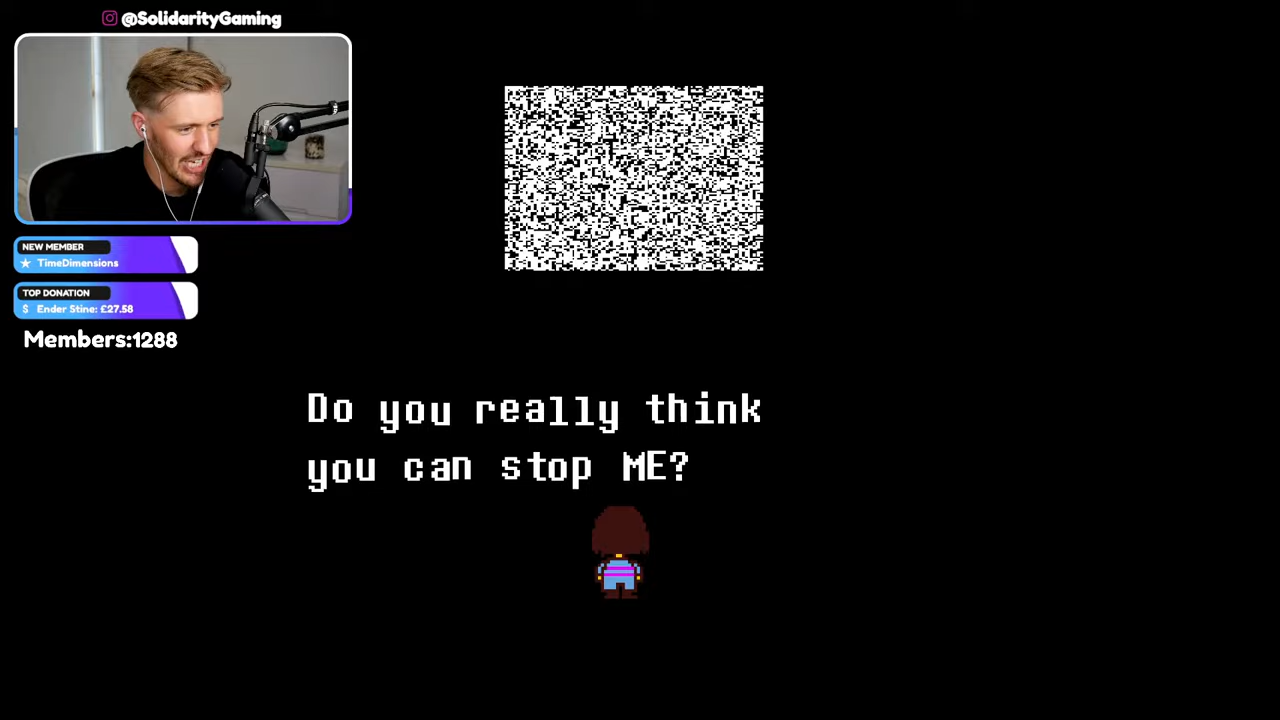 @SolidarityGaming
NEW MEMBER
TimeDimensions
TOP DONATION
$ Ender Stine: £27.58
Members:1288
Do you really think
you can stop ME?